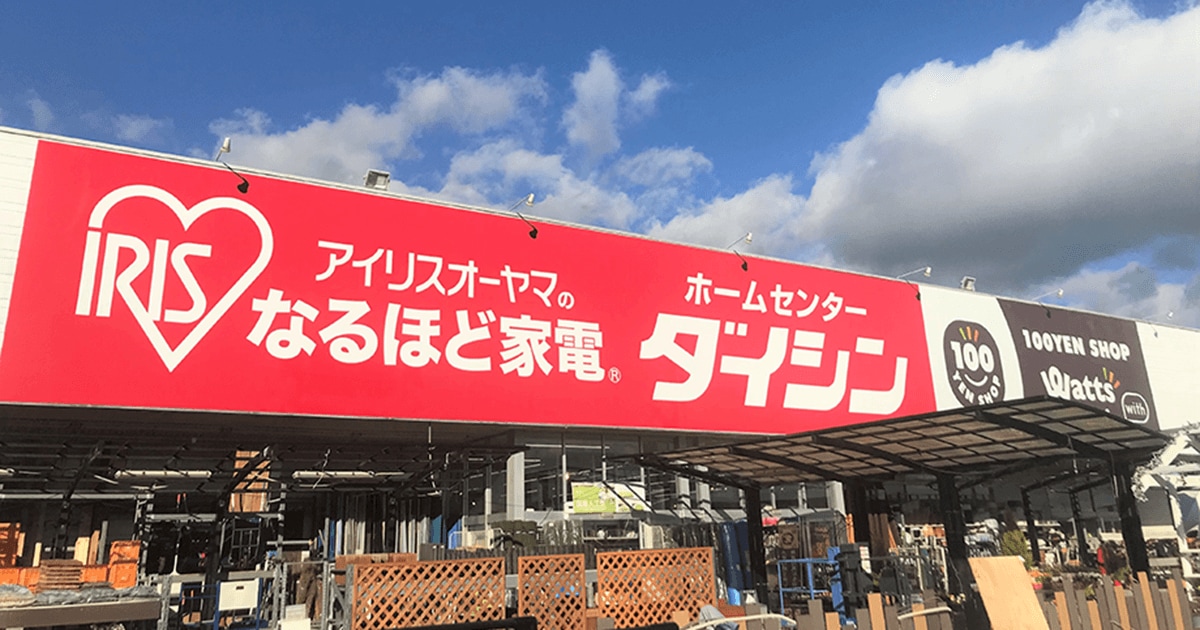 IRIS
アイリスオーヤマの
なるほど家電®
ホームセンター
ダイシン
100
YEN SHOP
100YEN SHOP
Watts
with